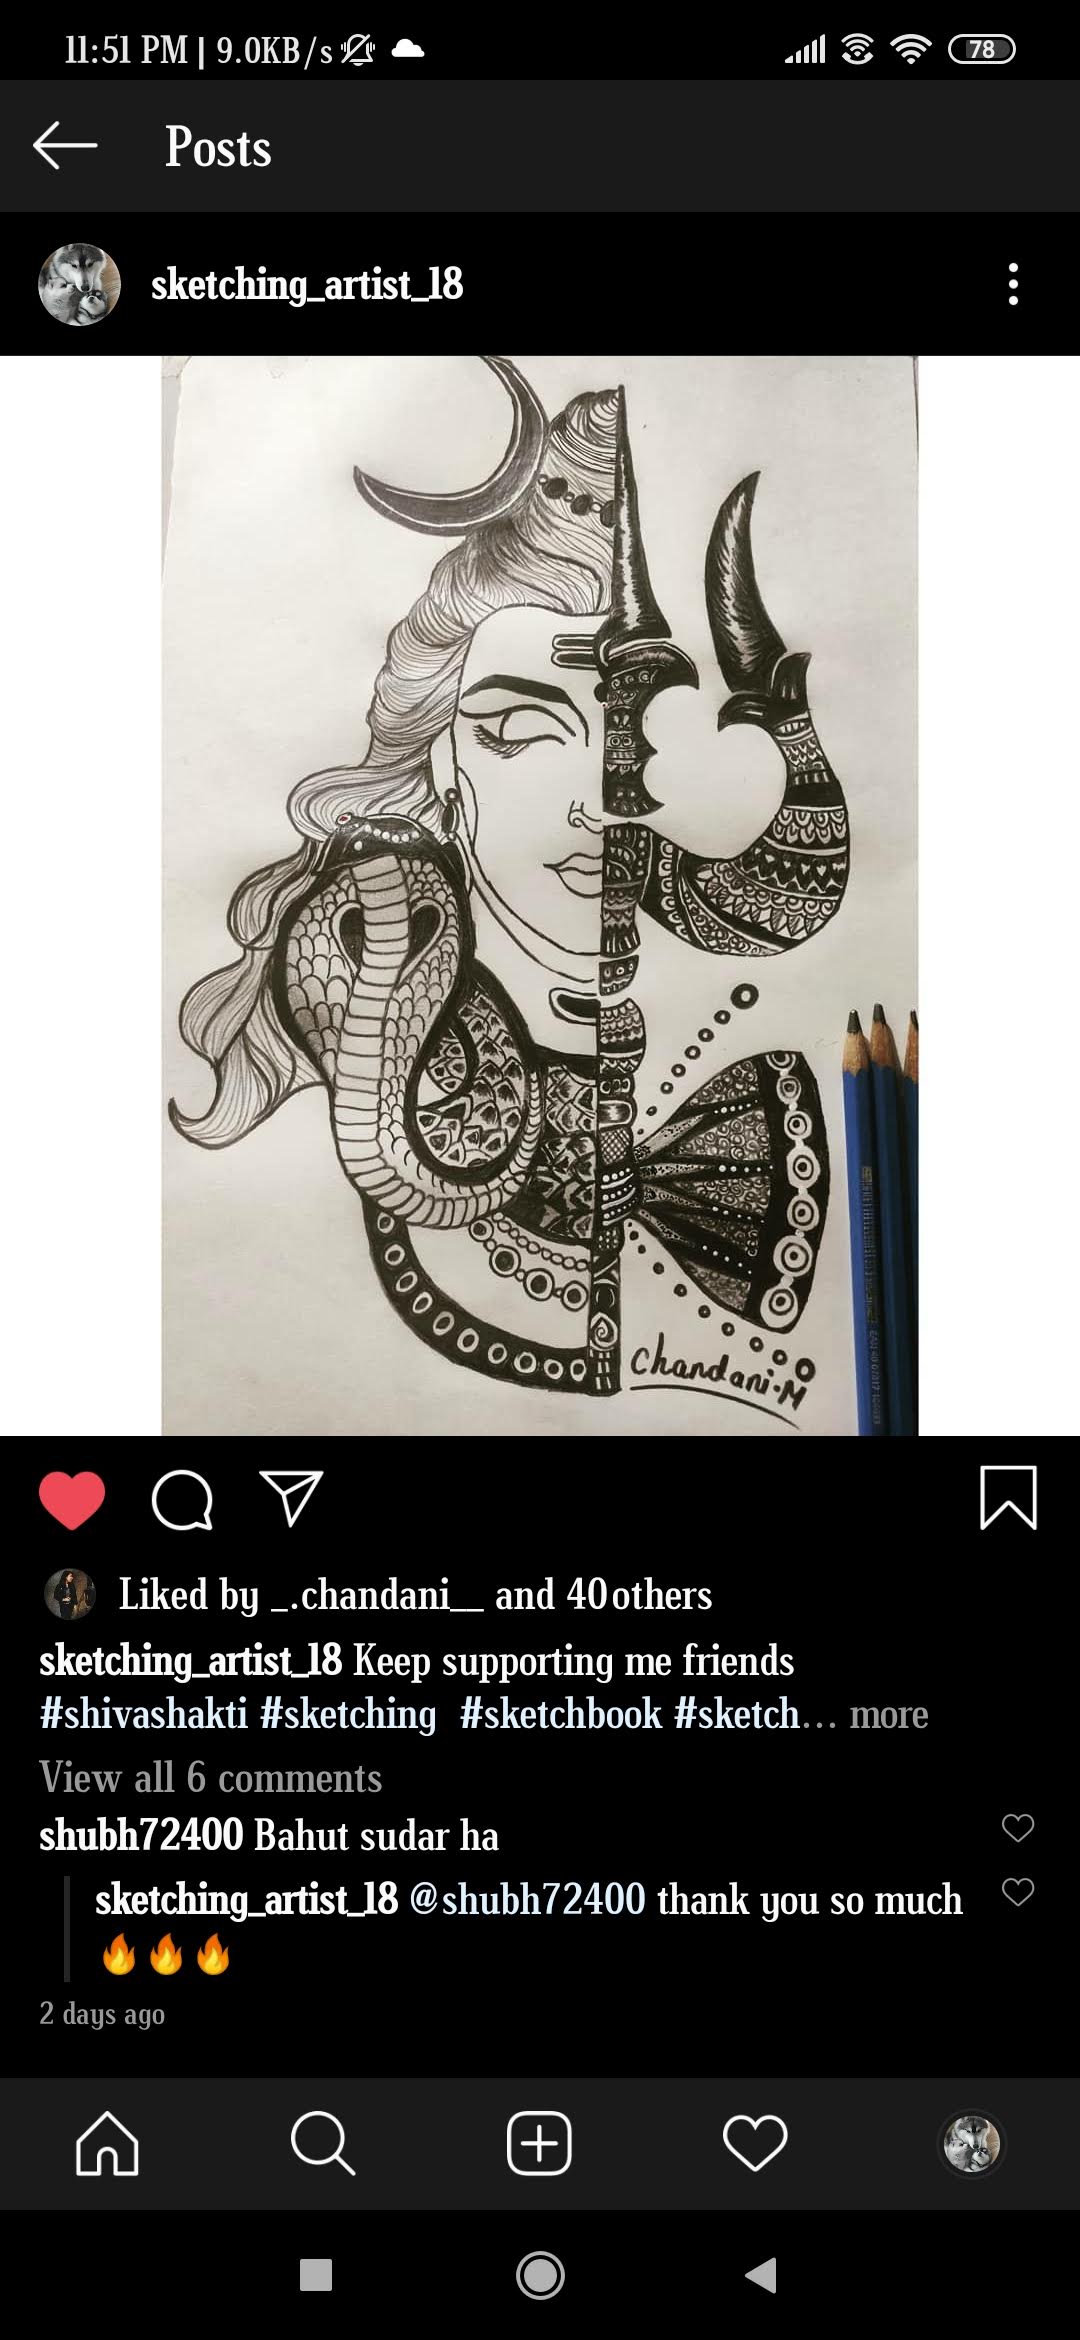 11:51 PM | 9.0KB/s 78
Posts
sketching_artist_18
Chandani-M
Liked by _.chandani__ and 40 others
sketching_artist_18 Keep supporting me friends
#shivashakti #sketching #sketchbook #sketch... more
View all 6 comments
shubh72400 Bahut sudar ha
sketching_artist_18 @shubh72400 thank you so much
🔥🔥🔥
2 days ago